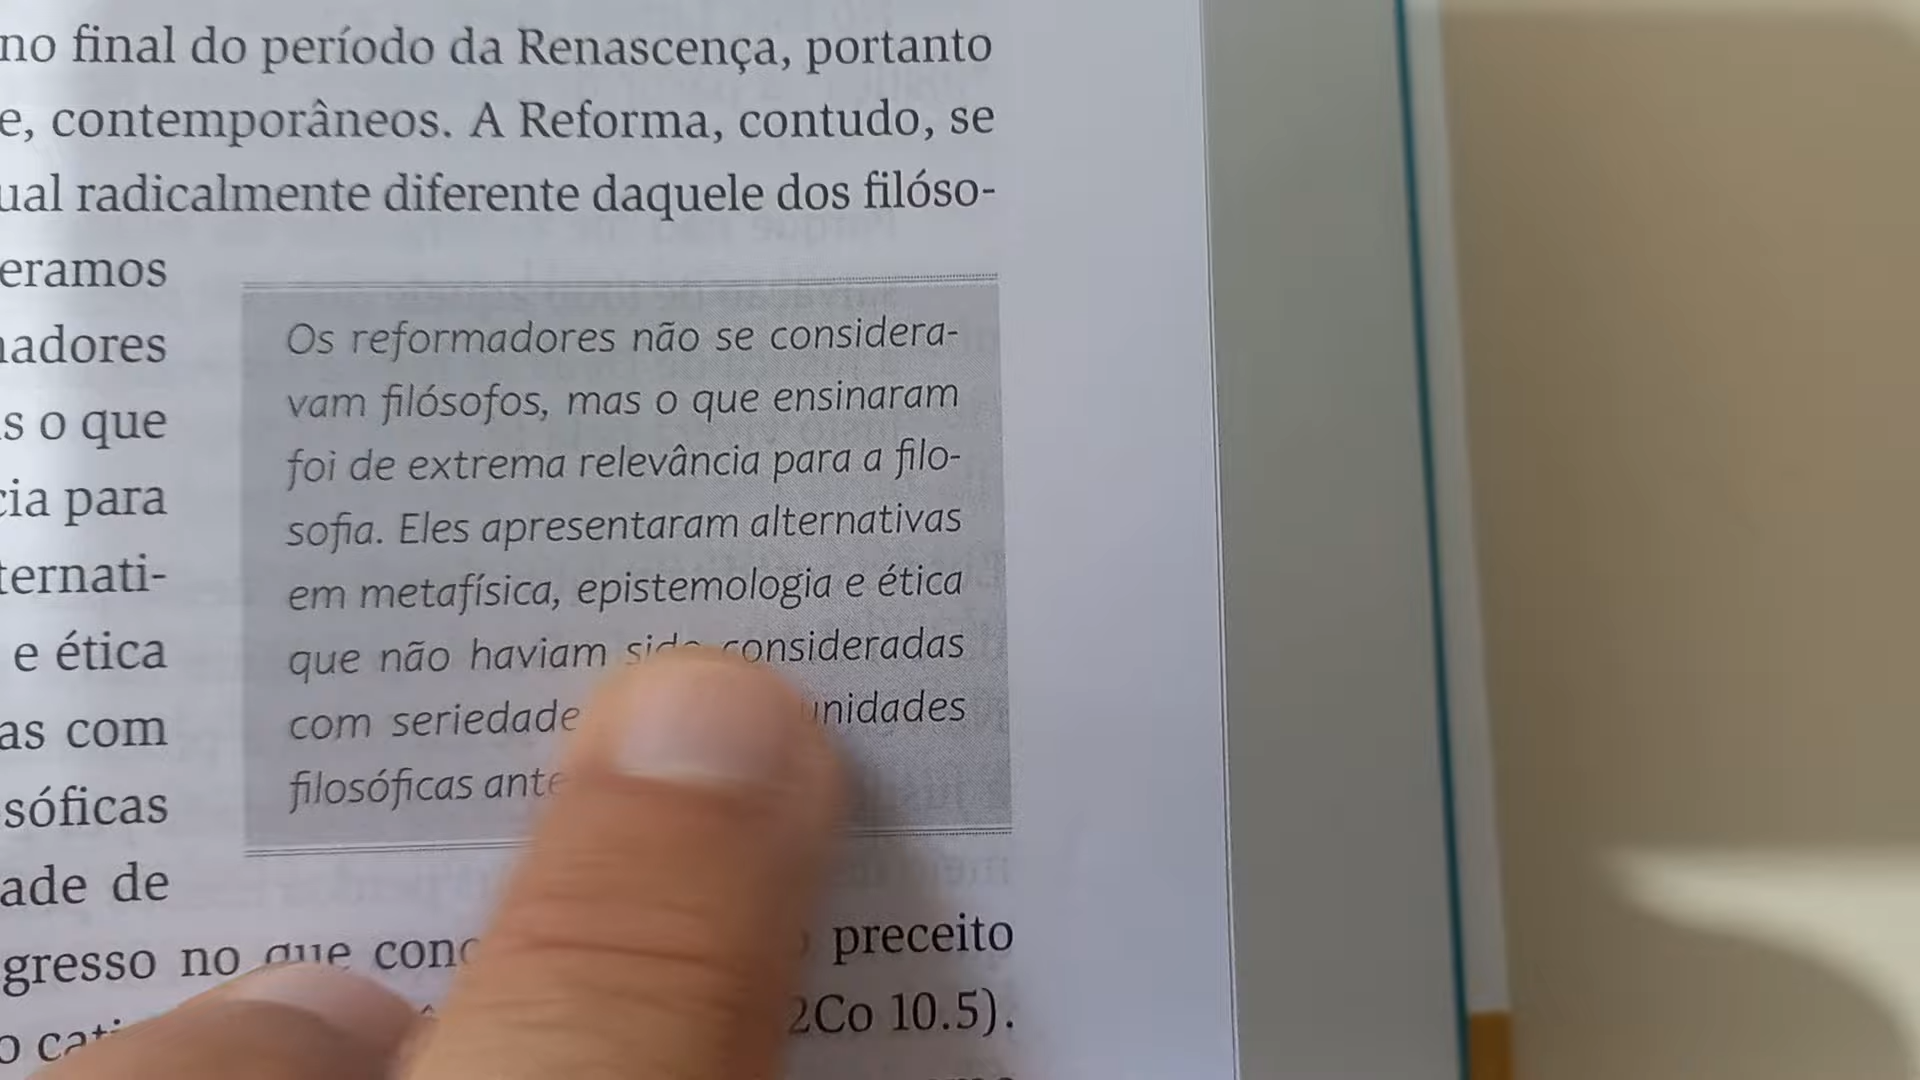 no final do período da Renascença, portanto
e, contemporâneos. A Reforma, contudo, se
radicalmente diferente daquele dos filóso-
eramos
adores
s o que
cia para
ternati-
e ética
as com
sóficas
ade de
Os reformadores não se considera-
vam filósofos, mas o que ensinaram
foi de extrema relevância para a filo-
sofia. Eles apresentaram alternativas
em metafísica, epistemologia e ética
que não haviam sido consideradas
com seriedade
filosóficas
gresso no que preceito
2Co 10.5).